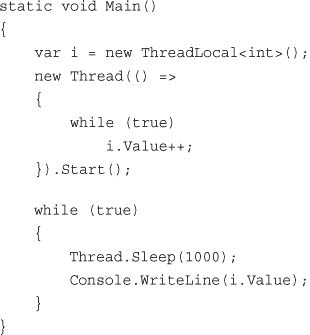 static void Main()
{
    var i = new ThreadLocal<int>();
    new Thread(() =>
    {
        while (true)
            i.Value++;
    }).Start();

    while (true)
    {
        Thread.Sleep(1000);
        Console.WriteLine(i.Value);
    }
}